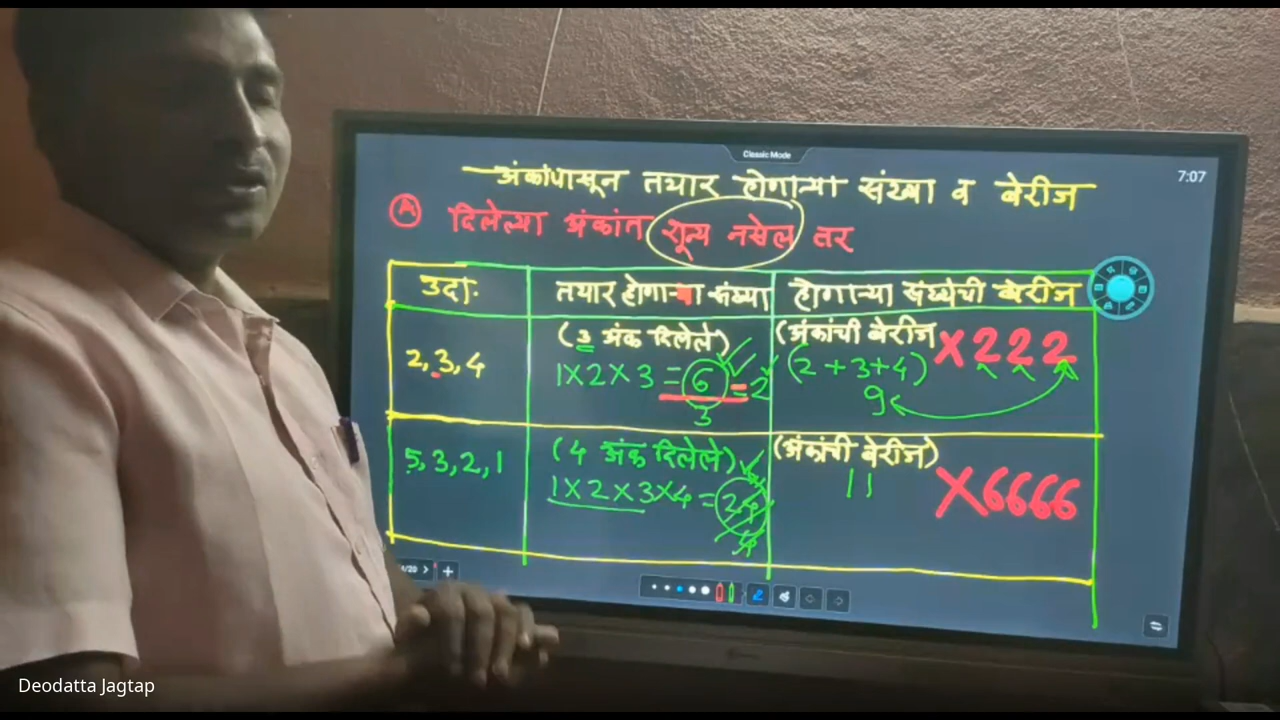 Classic Mode
7:07
अंकांपासून तयार होणाऱ्या संख्या व बेरीज
A दिलेल्या अंकांत शून्य नसेल तर
उदा: तयार होणाऱ्या संख्या होणाऱ्या संख्येची बेरीज
2, 3, 4
(3 अंक दिलेले)
1 X 2 X 3 = 6 = 2
3
(अंकांची बेरीज X 222
(2 + 3 + 4)
9
5, 3, 2, 1
(4 अंक दिलेले)
1 X 2 X 3 X 4 = 24
4
(अंकांची बेरीज) X 6666
11
/20 > +
Deodatta Jagtap